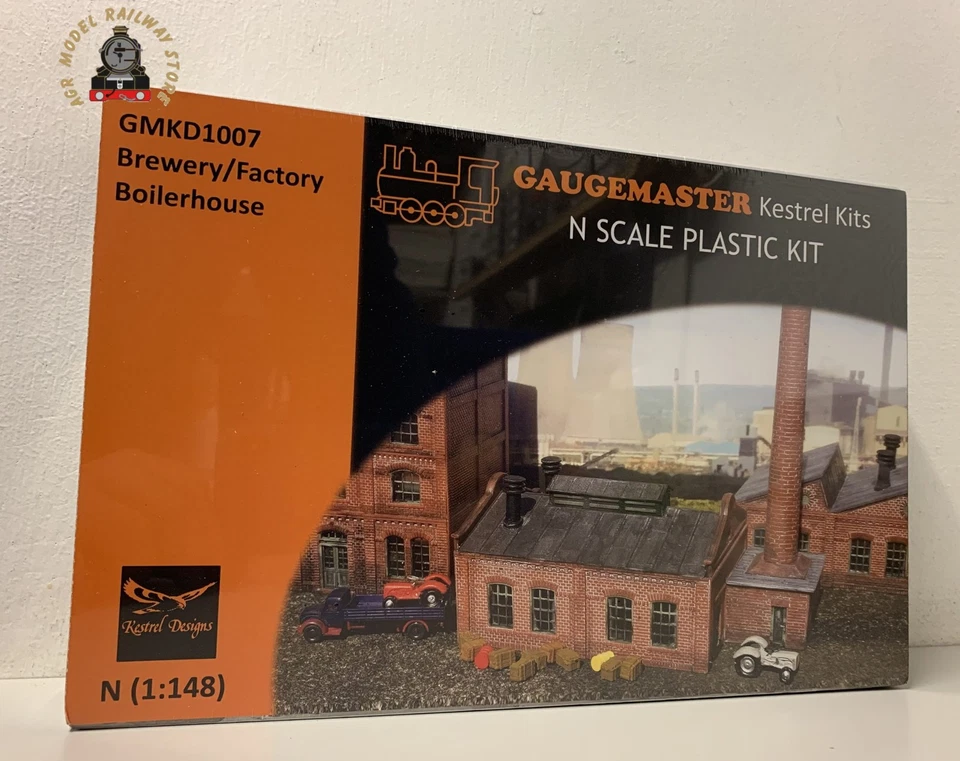 AGR MODEL RAILWAY STORE
GMKD1007
Brewery/Factory
Boilerhouse
GAUGEMASTER Kestrel Kits
N SCALE PLASTIC KIT
Kestrel Designs
N (1:148)